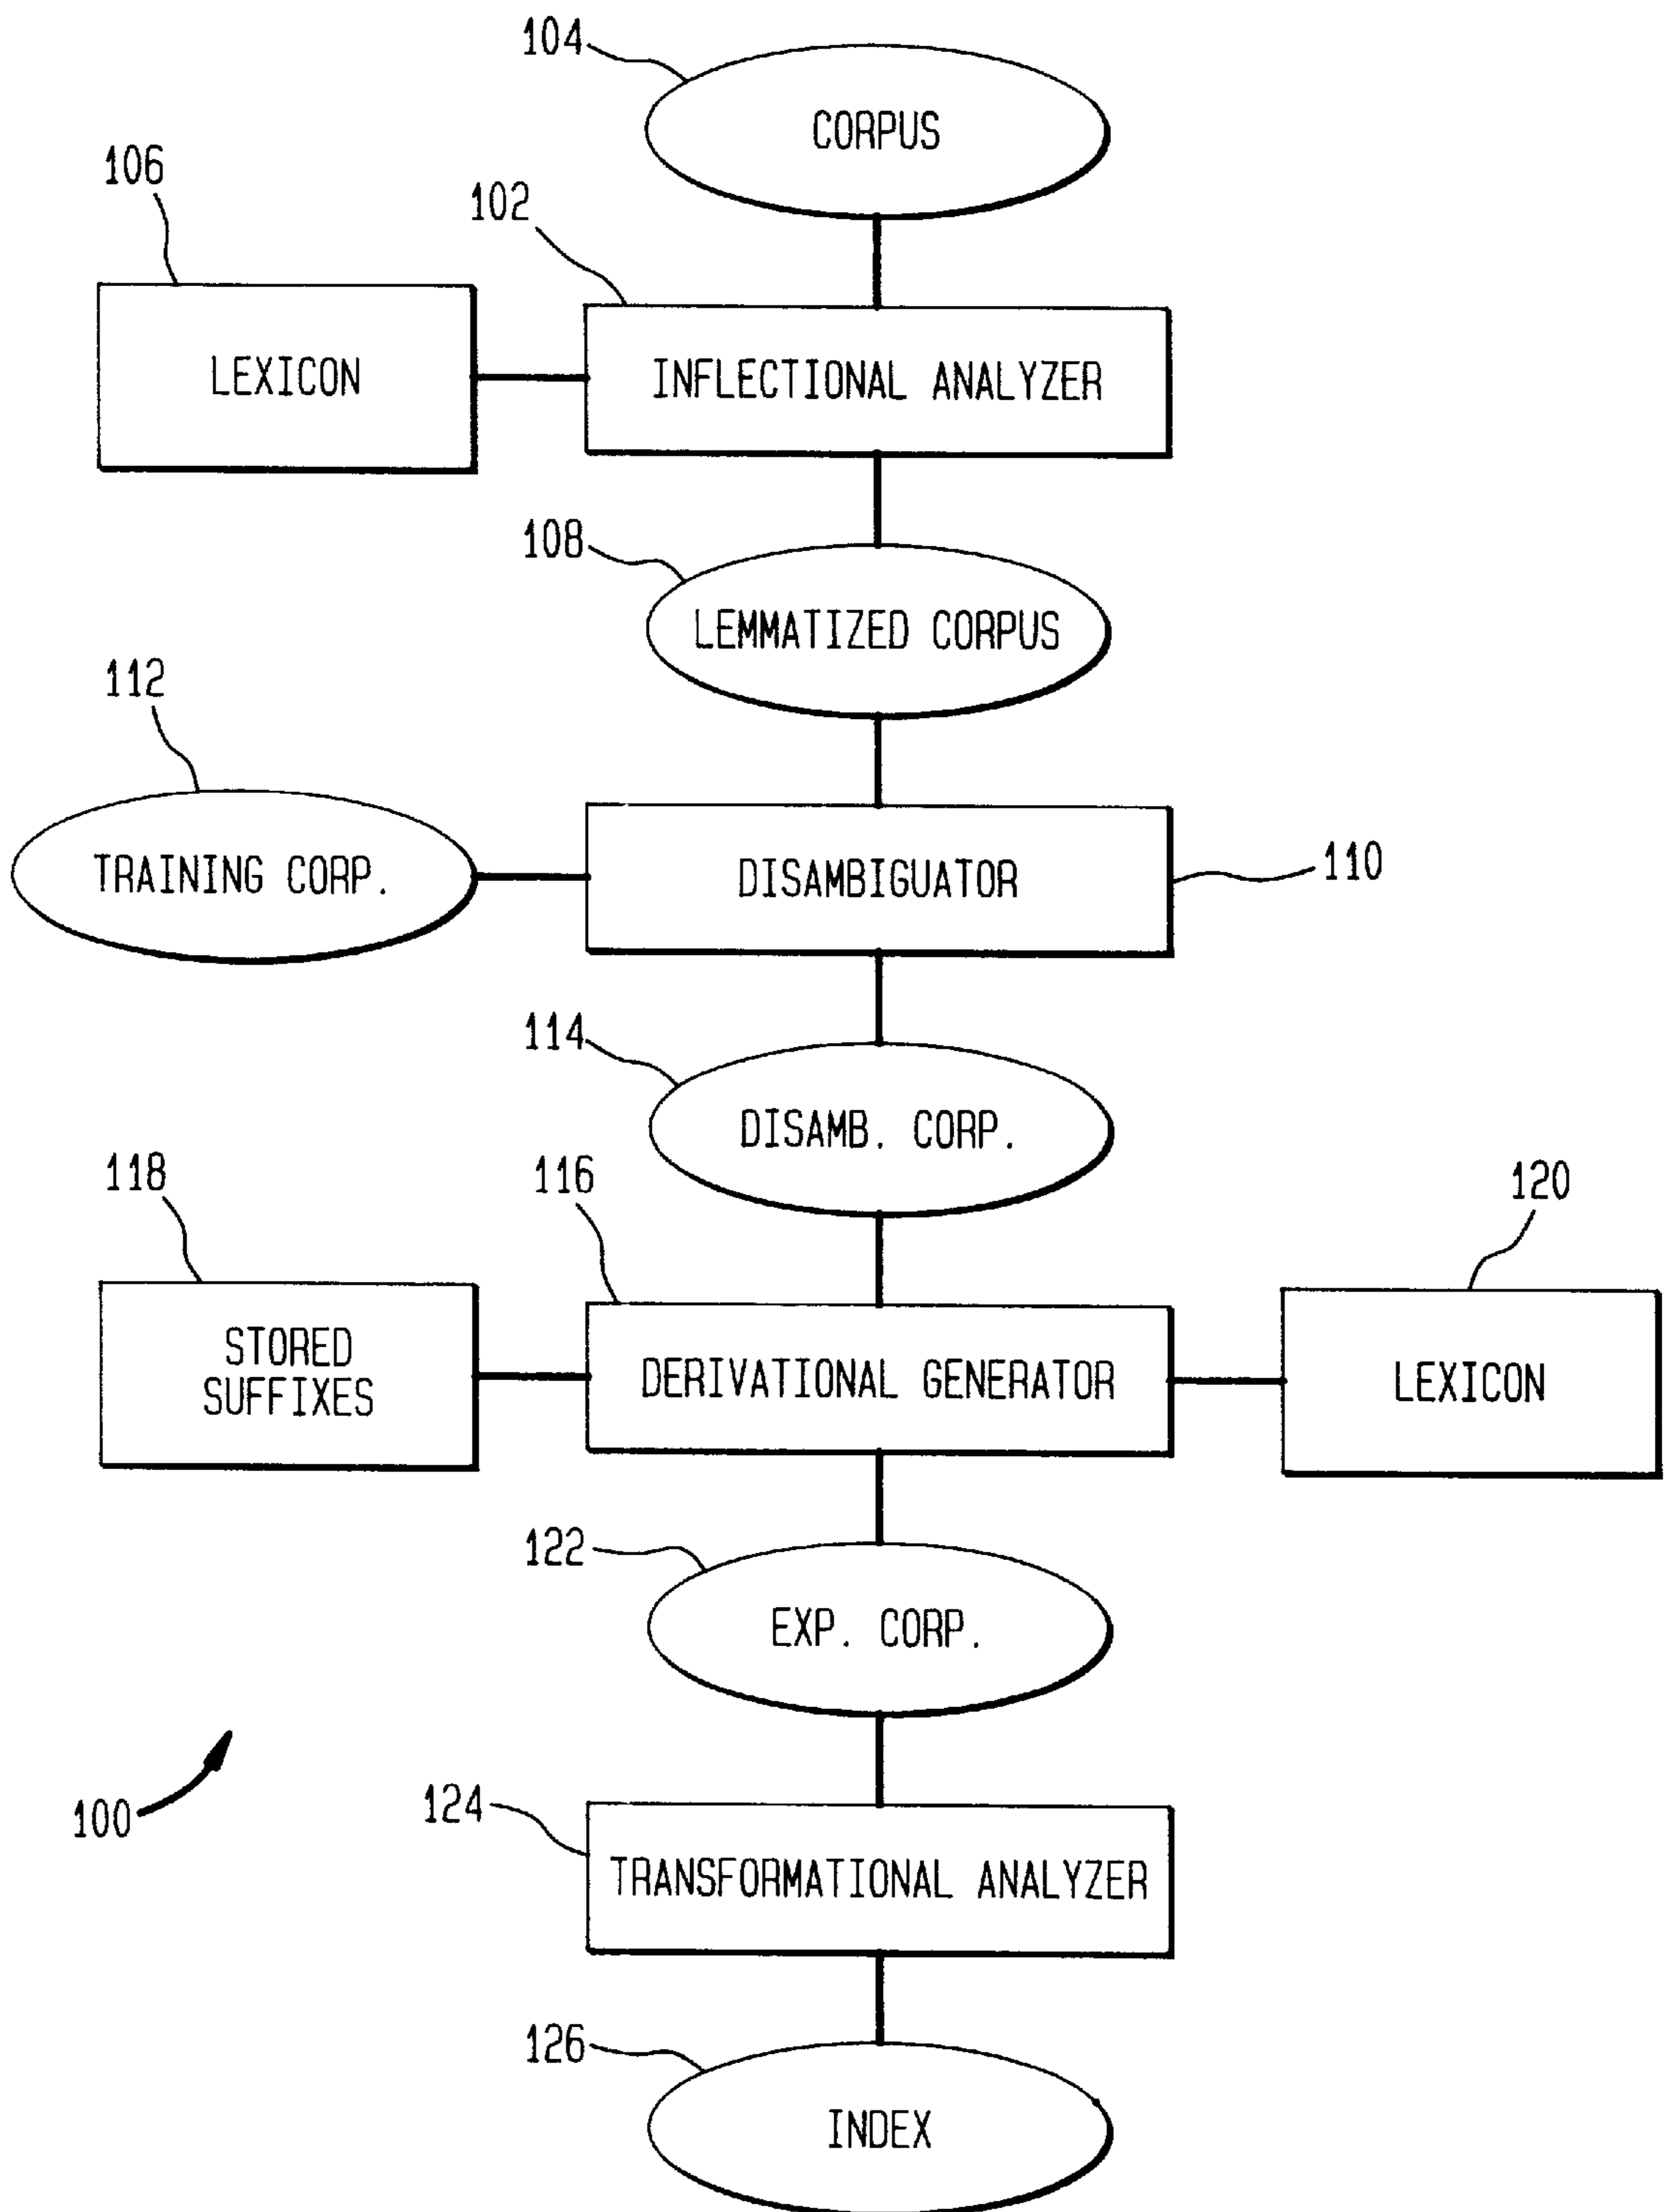 104
CORPUS
106
102
LEXICON
INFLECTIONAL ANALYZER
108
LEMMATIZED CORPUS
112
TRAINING CORP.
DISAMBIGUATOR
110
114
DISAMB. CORP.
118
116
120
STORED
SUFFIXES
DERIVATIONAL GENERATOR
LEXICON
122
EXP. CORP.
100
124
TRANSFORMATIONAL ANALYZER
126
INDEX